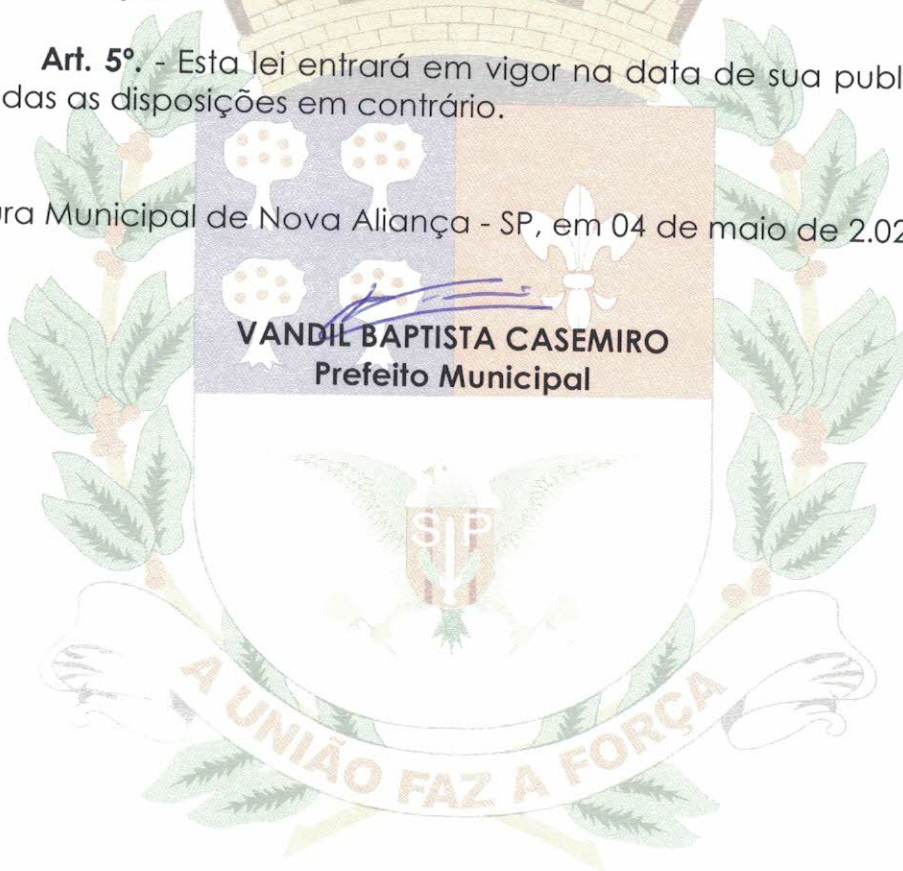 Art. 5º. - Esta lei entrará em vigor na data de sua publ
das as disposições em contrário.
ura Municipal de Nova Aliança - SP, em 04 de maio de 2.02
VANDIL BAPTISTA CASEMIRO
Prefeito Municipal
S P
A UNIÃO FAZ A FORÇA